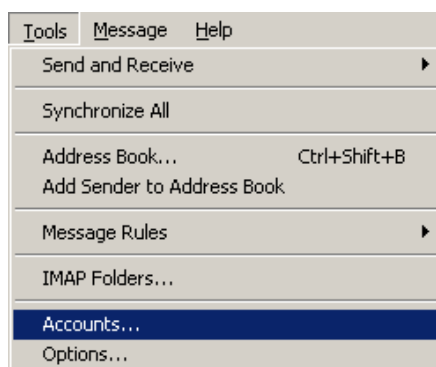 Tools Message Help
Send and Receive
Synchronize All
Address Book... Ctrl+Shift+B
Add Sender to Address Book
Message Rules
IMAP Folders...
Accounts...
Options...